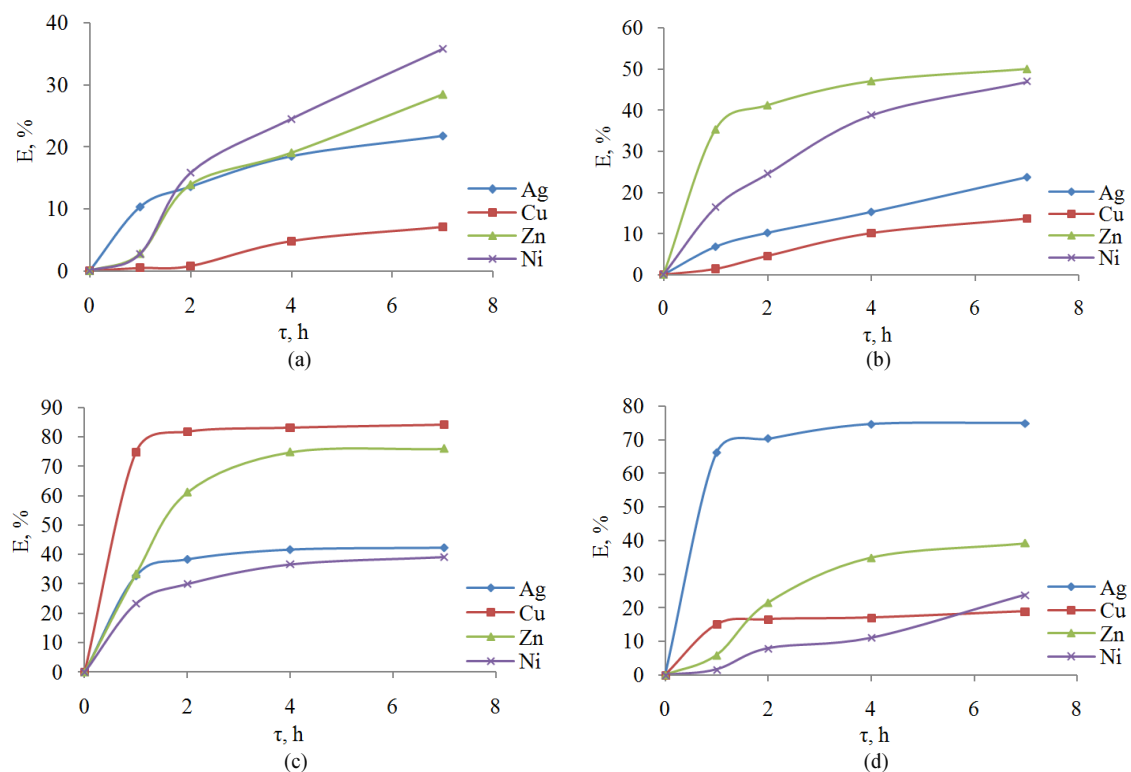 40
30
20
10
0
E, %
0 2 4 6 8
τ, h
Ag
Cu
Zn
Ni
(a)
60
50
40
30
20
10
0
E, %
0 2 4 6 8
τ, h
Ag
Cu
Zn
Ni
(b)
90
80
70
60
50
40
30
20
10
0
E, %
0 2 4 6 8
τ, h
Ag
Cu
Zn
Ni
(c)
80
70
60
50
40
30
20
10
0
E, %
0 2 4 6 8
τ, h
Ag
Cu
Zn
Ni
(d)